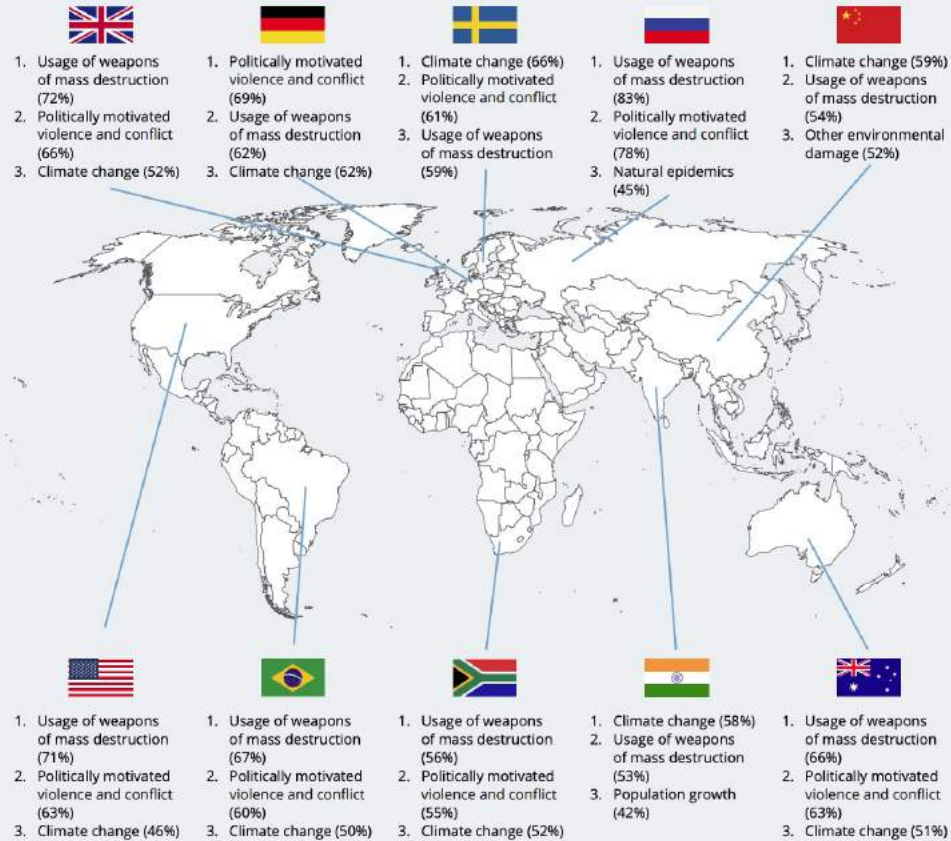 1. Usage of weapons
of mass destruction
(72%)
2. Politically motivated
violence and conflict
(66%)
3. Climate change (52%)
1. Politically motivated
violence and conflict
(69%)
2. Usage of weapons
of mass destruction
(62%)
3. Climate change (62%)
1. Climate change (66%)
2. Politically motivated
violence and conflict
(61%)
3. Usage of weapons
of mass destruction
(59%)
1. Usage of weapons
of mass destruction
(83%)
2. Politically motivated
violence and conflict
(78%)
3. Natural epidemics
(45%)
1. Climate change (59%)
2. Usage of weapons
of mass destruction
(54%)
3. Other environmental
damage (52%)
1. Usage of weapons
of mass destruction
(71%)
2. Politically motivated
violence and conflict
(63%)
3. Climate change (46%)
1. Usage of weapons
of mass destruction
(67%)
2. Politically motivated
violence and conflict
(60%)
3. Climate change (50%)
1. Usage of weapons
of mass destruction
(56%)
2. Politically motivated
violence and conflict
(55%)
3. Climate change (52%)
1. Climate change (58%)
2. Usage of weapons
of mass destruction
(53%)
3. Population growth
(42%)
1. Usage of weapons
of mass destruction
(66%)
2. Politically motivated
violence and conflict
(63%)
3. Climate change (51%)